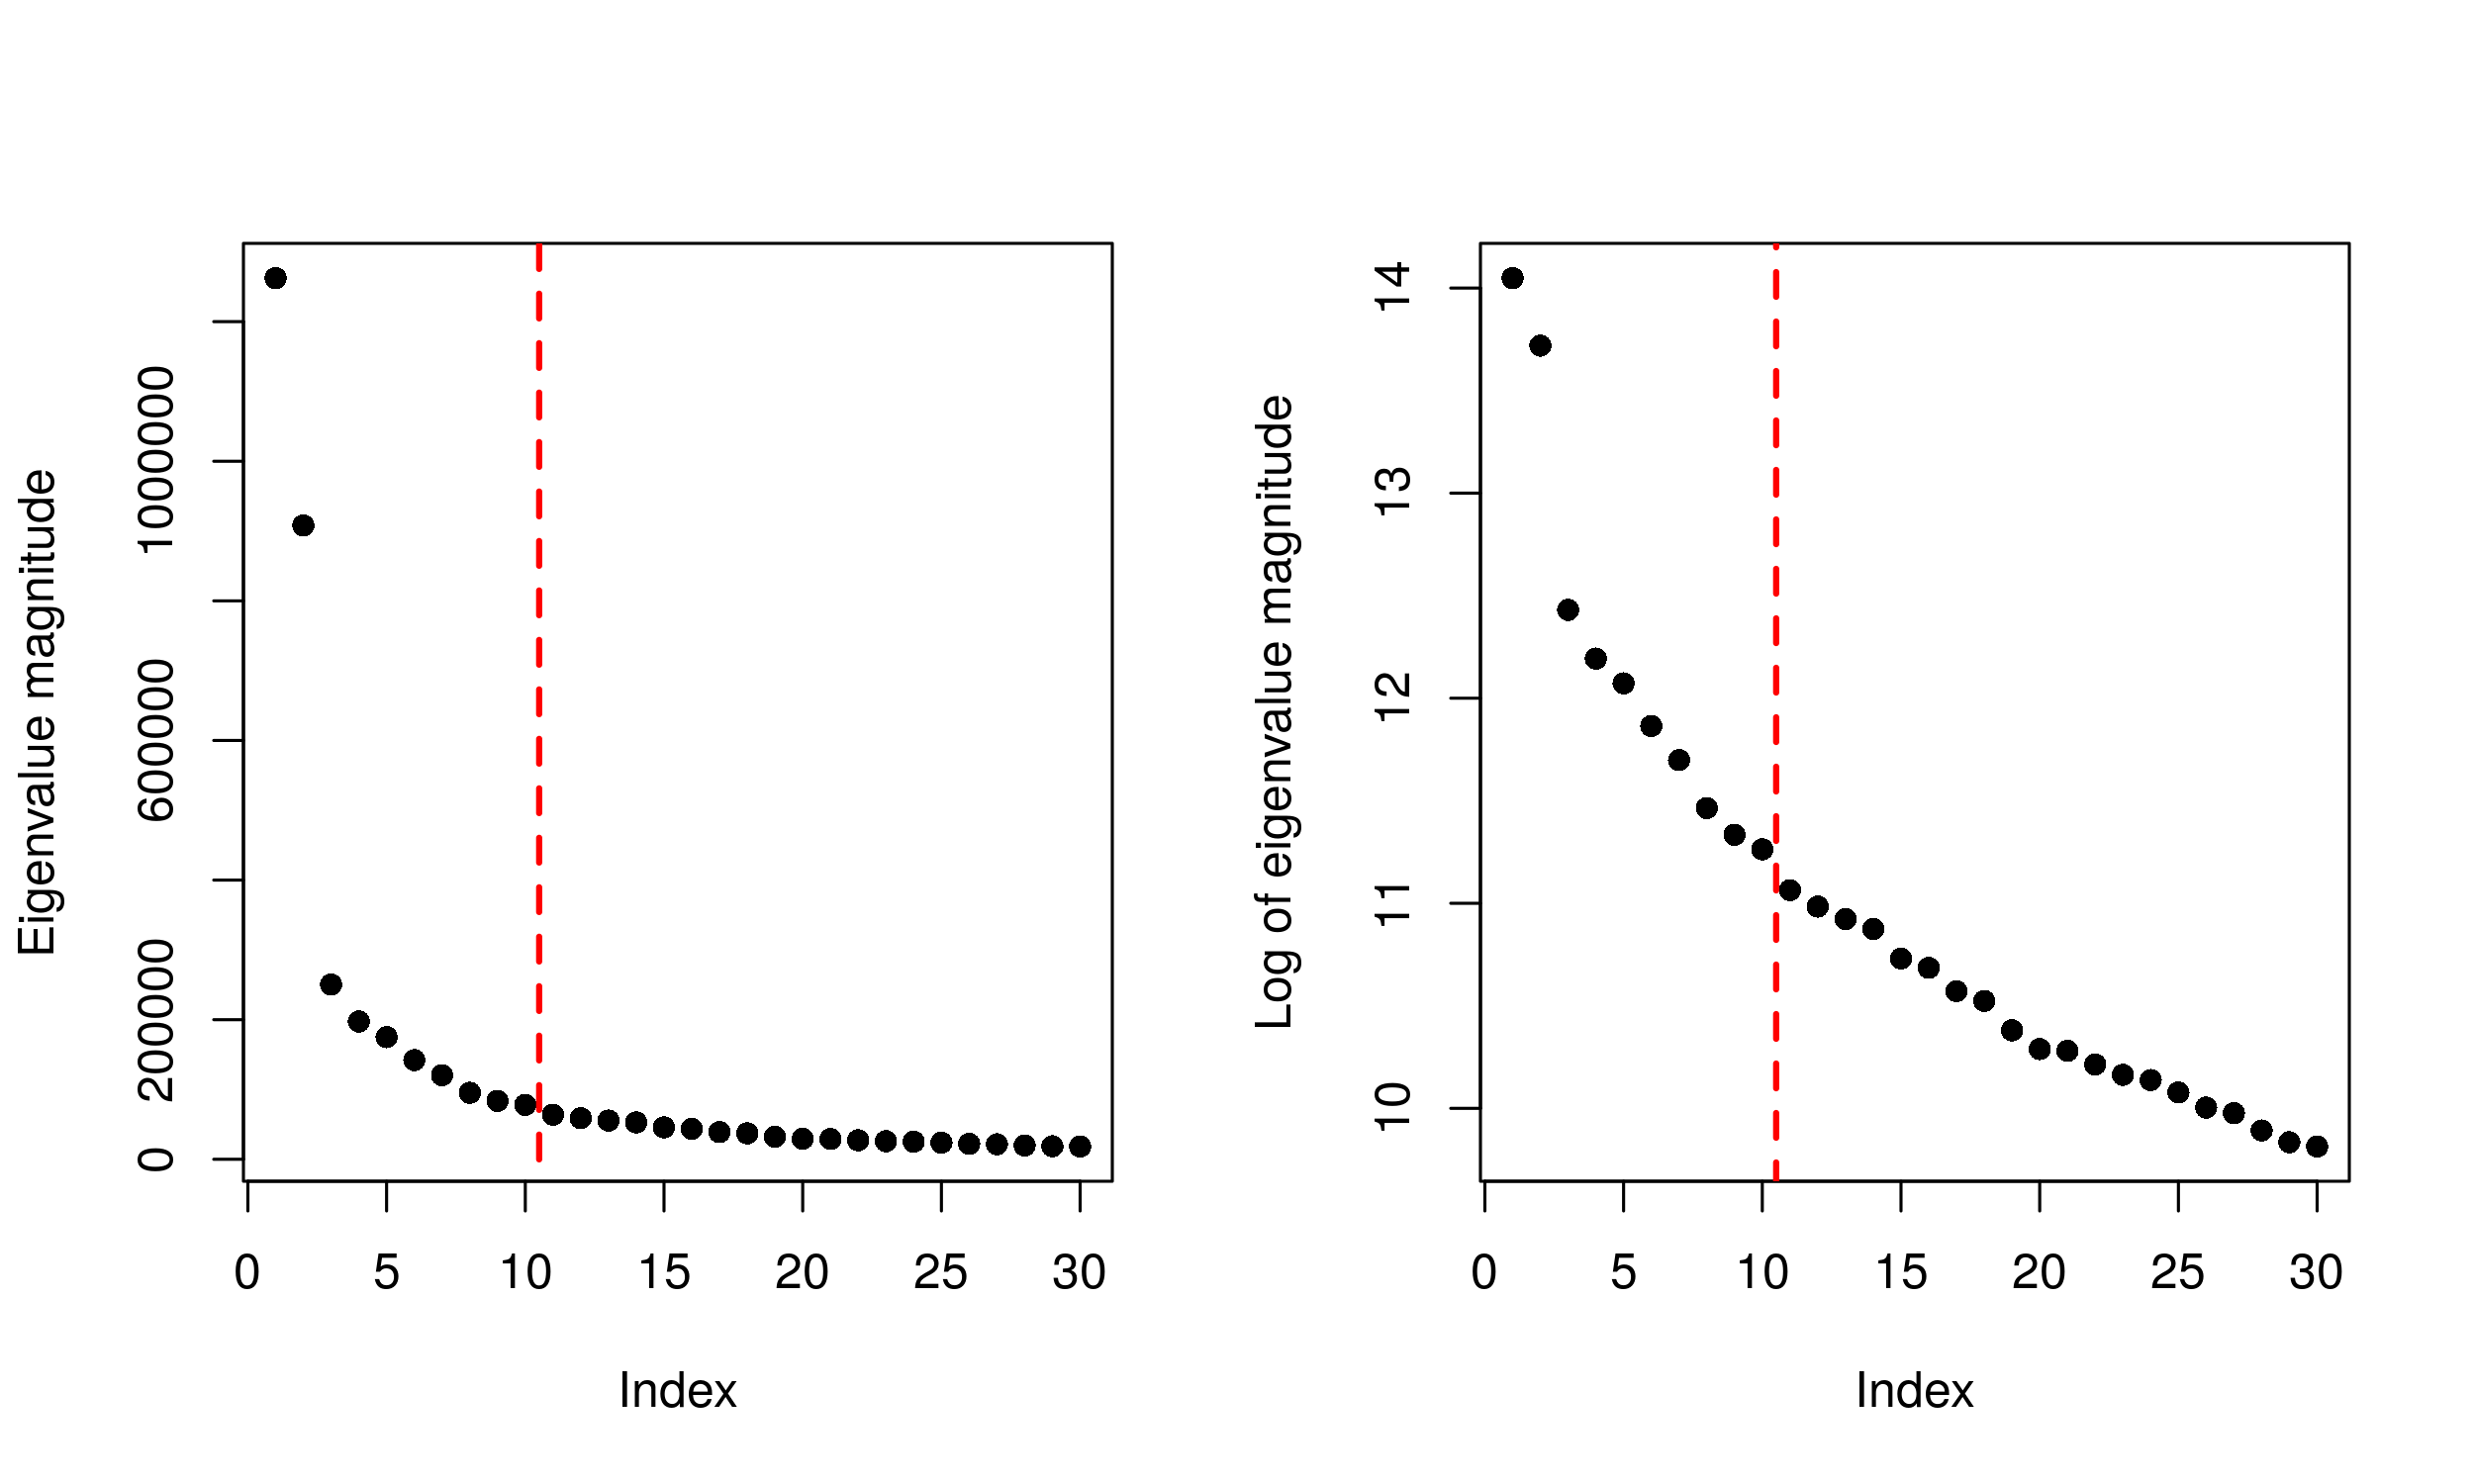 Eigenvalue magnitude
0 200000 600000 1000000
0 5 10 15 20 25 30
Index
Log of eigenvalue magnitude
10 11 12 13 14
0 5 10 15 20 25 30
Index